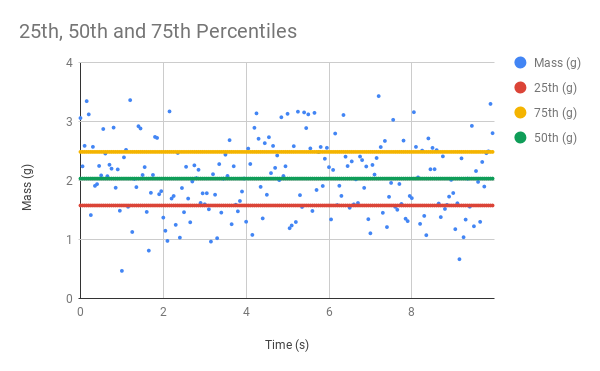 25th, 50th and 75th Percentiles
Mass (g)
4
3
2
1
0
0
2
4
6
8
Time (s)
Mass (g)
25th (g)
75th (g)
50th (g)